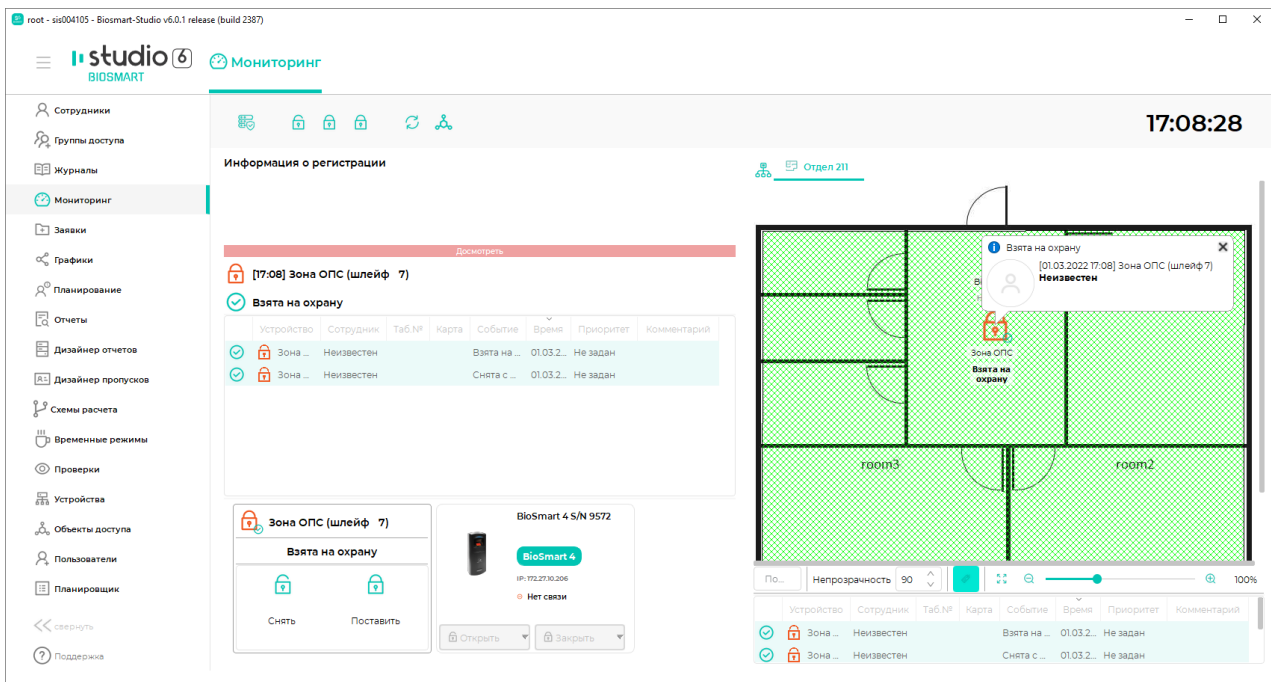 root - sis004105 - Biosmart-Studio v6.0.1 release (build 2387)
studio 6
BIOSMART
Мониторинг
Сотрудники
Группы доступа
Журналы
Мониторинг
Заявки
Графики
Планирование
Отчеты
Дизайнер отчетов
Дизайнер пропусков
Схемы расчета
Временные режимы
Проверки
Устройства
Объекты доступа
Пользователи
Планировщик
свернуть
Поддержка
17:08:28
Информация о регистрации
Досмотреть
[17:08] Зона ОПС (шлейф 7)
Взята на охрану
Устройство Сотрудник Таб.№ Карта Событие Время Приоритет Комментарий
Зона ... Неизвестен Взята на ... 01.03.2... Не задан
Зона ... Неизвестен Снята с ... 01.03.2... Не задан
Зона ОПС (шлейф 7)
Взята на охрану
Снять Поставить
BioSmart 4 S/N 9572
BioSmart 4
IP: 172.27.10.206
Нет связи
Открыть Закрыть
Отдел 211
Взята на охрану
[01.03.2022 17:08] Зона ОПС (шлейф 7)
Неизвестен
Зона ОПС
Взята на
охрану
room3 room2
По... Непрозрачность 90 100%
Устройство Сотрудник Таб.№ Карта Событие Время Приоритет Комментарий
Зона ... Неизвестен Взята на ... 01.03.2... Не задан
Зона ... Неизвестен Снята с ... 01.03.2... Не задан